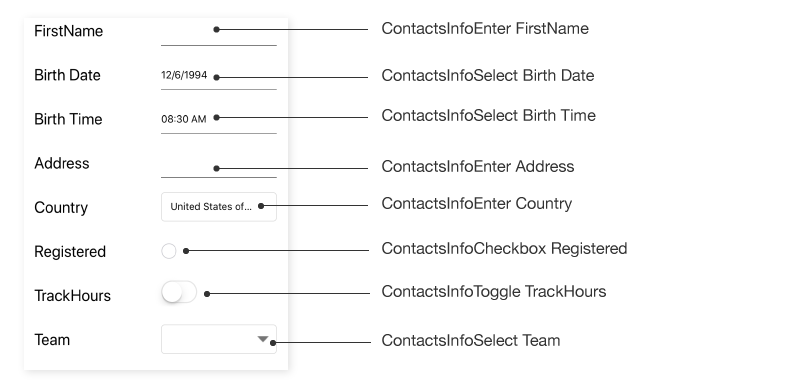 FirstName ContactsInfoEnter FirstName
Birth Date 12/6/1994 ContactsInfoSelect Birth Date
Birth Time 08:30 AM ContactsInfoSelect Birth Time
Address ContactsInfoEnter Address
Country United States of... ContactsInfoEnter Country
Registered ContactsInfoCheckbox Registered
TrackHours ContactsInfoToggle TrackHours
Team ContactsInfoSelect Team